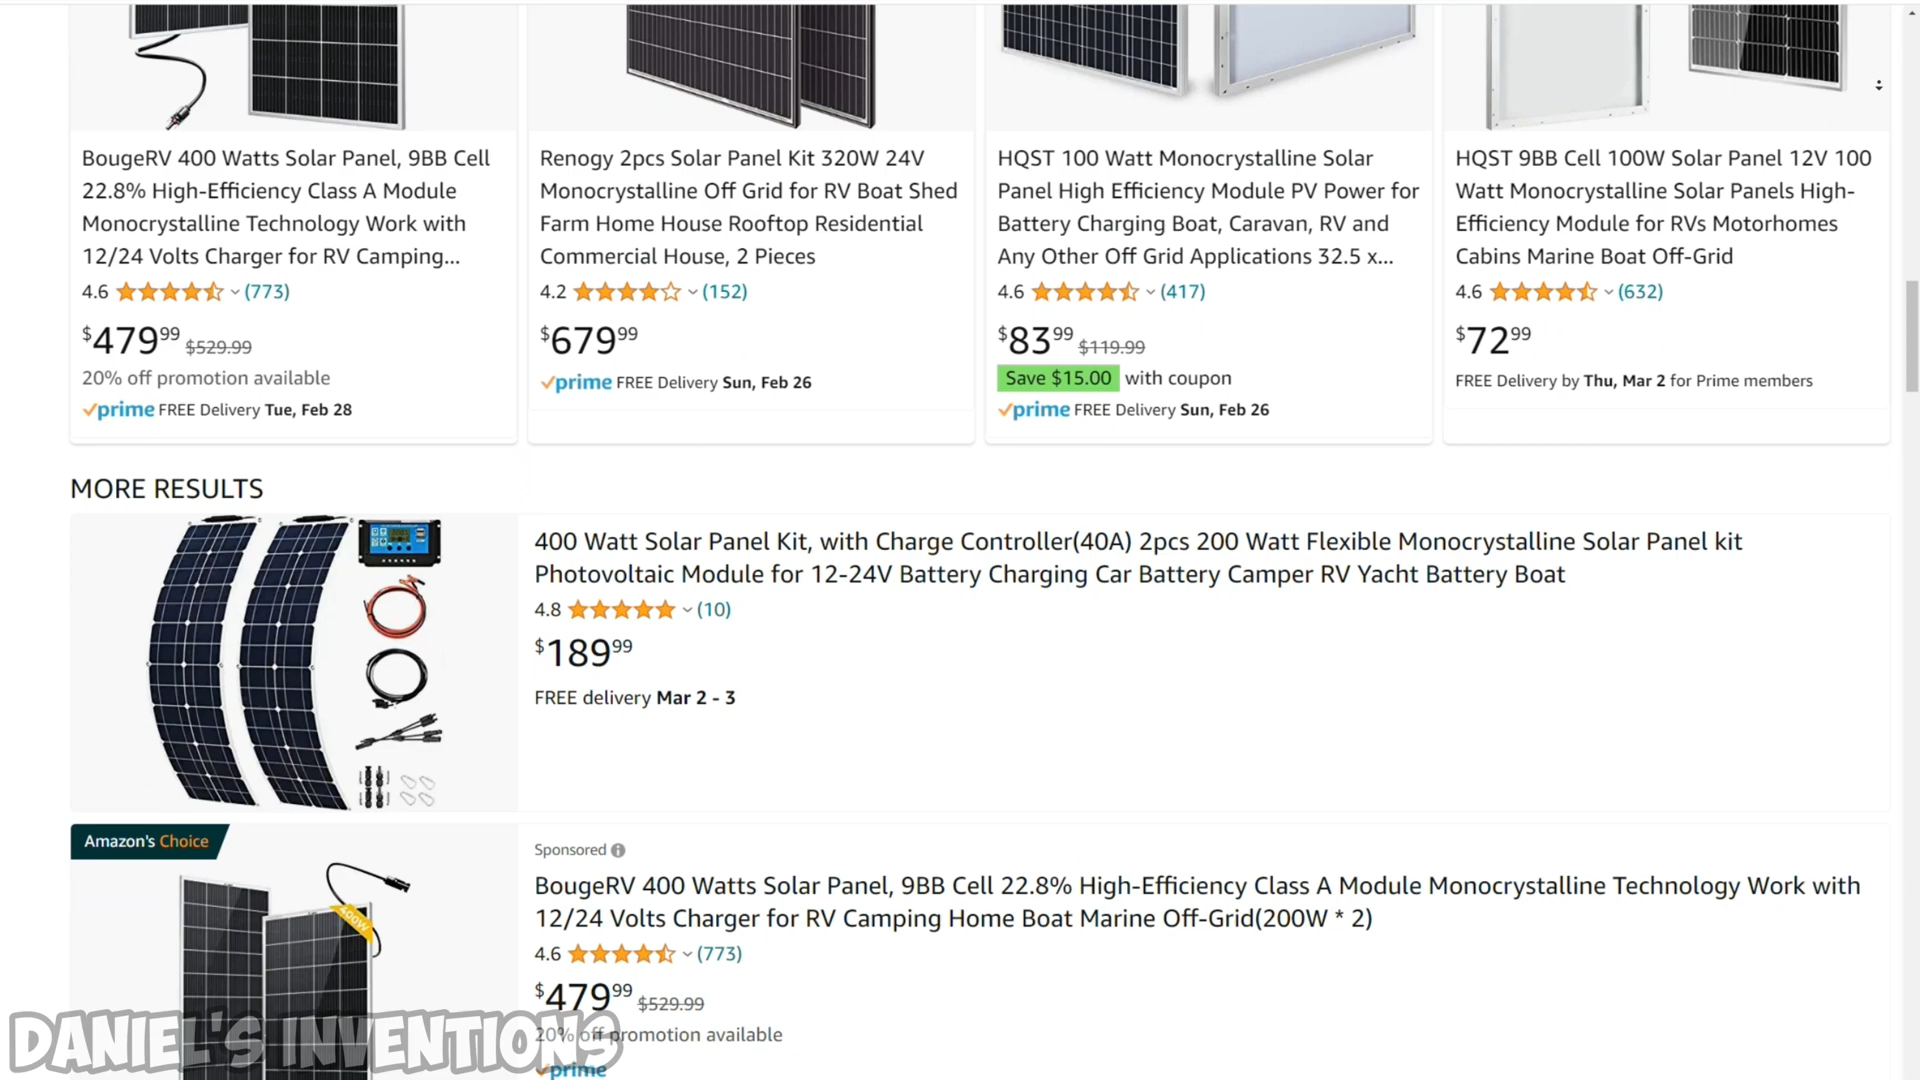 BougeRV 400 Watts Solar Panel, 9BB Cell
22.8% High-Efficiency Class A Module
Monocrystalline Technology Work with
12/24 Volts Charger for RV Camping...
4.6 (773)
$479.99 $529.99
20% off promotion available
prime FREE Delivery Tue, Feb 28
Renogy 2pcs Solar Panel Kit 320W 24V
Monocrystalline Off Grid for RV Boat Shed
Farm Home House Rooftop Residential
Commercial House, 2 Pieces
4.2 (152)
$679.99
prime FREE Delivery Sun, Feb 26
HQST 100 Watt Monocrystalline Solar
Panel High Efficiency Module PV Power for
Battery Charging Boat, Caravan, RV and
Any Other Off Grid Applications 32.5 x...
4.6 (417)
$83.99 $119.99
Save $15.00 with coupon
prime FREE Delivery Sun, Feb 26
HQST 9BB Cell 100W Solar Panel 12V 100
Watt Monocrystalline Solar Panels High-
Efficiency Module for RVs Motorhomes
Cabins Marine Boat Off-Grid
4.6 (632)
$72.99
FREE Delivery by Thu, Mar 2 for Prime members
MORE RESULTS
400 Watt Solar Panel Kit, with Charge Controller(40A) 2pcs 200 Watt Flexible Monocrystalline Solar Panel kit
Photovoltaic Module for 12-24V Battery Charging Car Battery Camper RV Yacht Battery Boat
4.8 (10)
$189.99
FREE delivery Mar 2 - 3
Amazon's Choice
400W
Sponsored
BougeRV 400 Watts Solar Panel, 9BB Cell 22.8% High-Efficiency Class A Module Monocrystalline Technology Work with
12/24 Volts Charger for RV Camping Home Boat Marine Off-Grid(200W * 2)
4.6 (773)
$479.99 $529.99
20% off promotion available
prime
DANIEL'S INVENTIONS